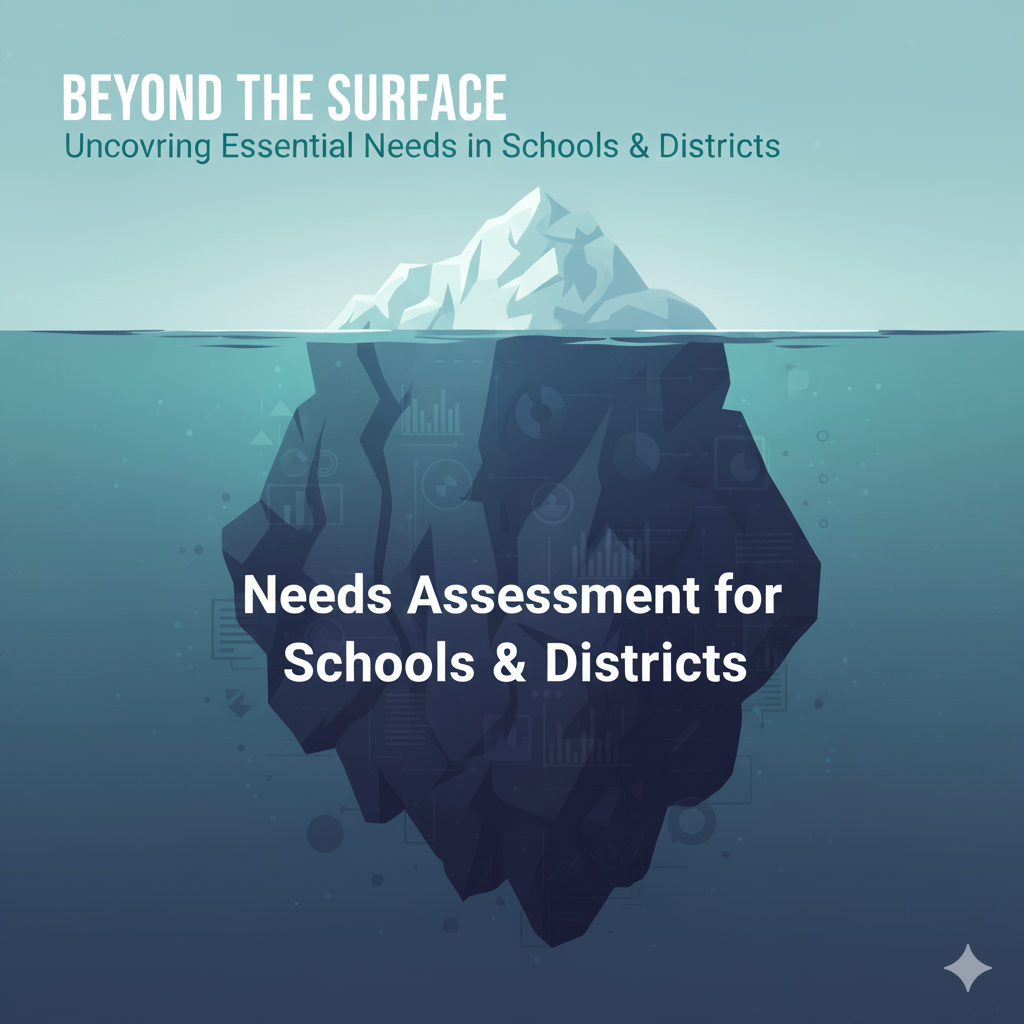 BEYOND THE SURFACE
Uncovring Essential Needs in Schools & Districts
Needs Assessment for
Schools & Districts